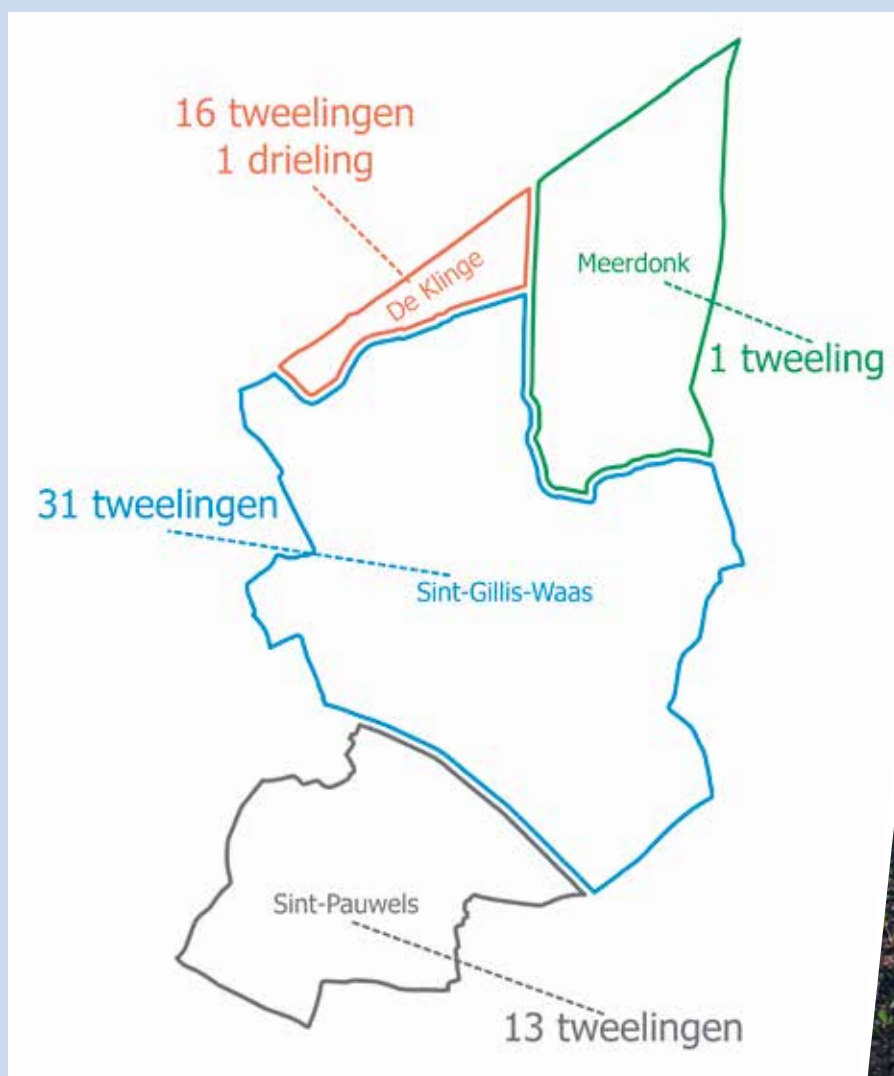 16 tweelingen
1 drieling
De Klinge
Meerdonk
1 tweeling
31 tweelingen
Sint-Gillis-Waas
Sint-Pauwels
13 tweelingen